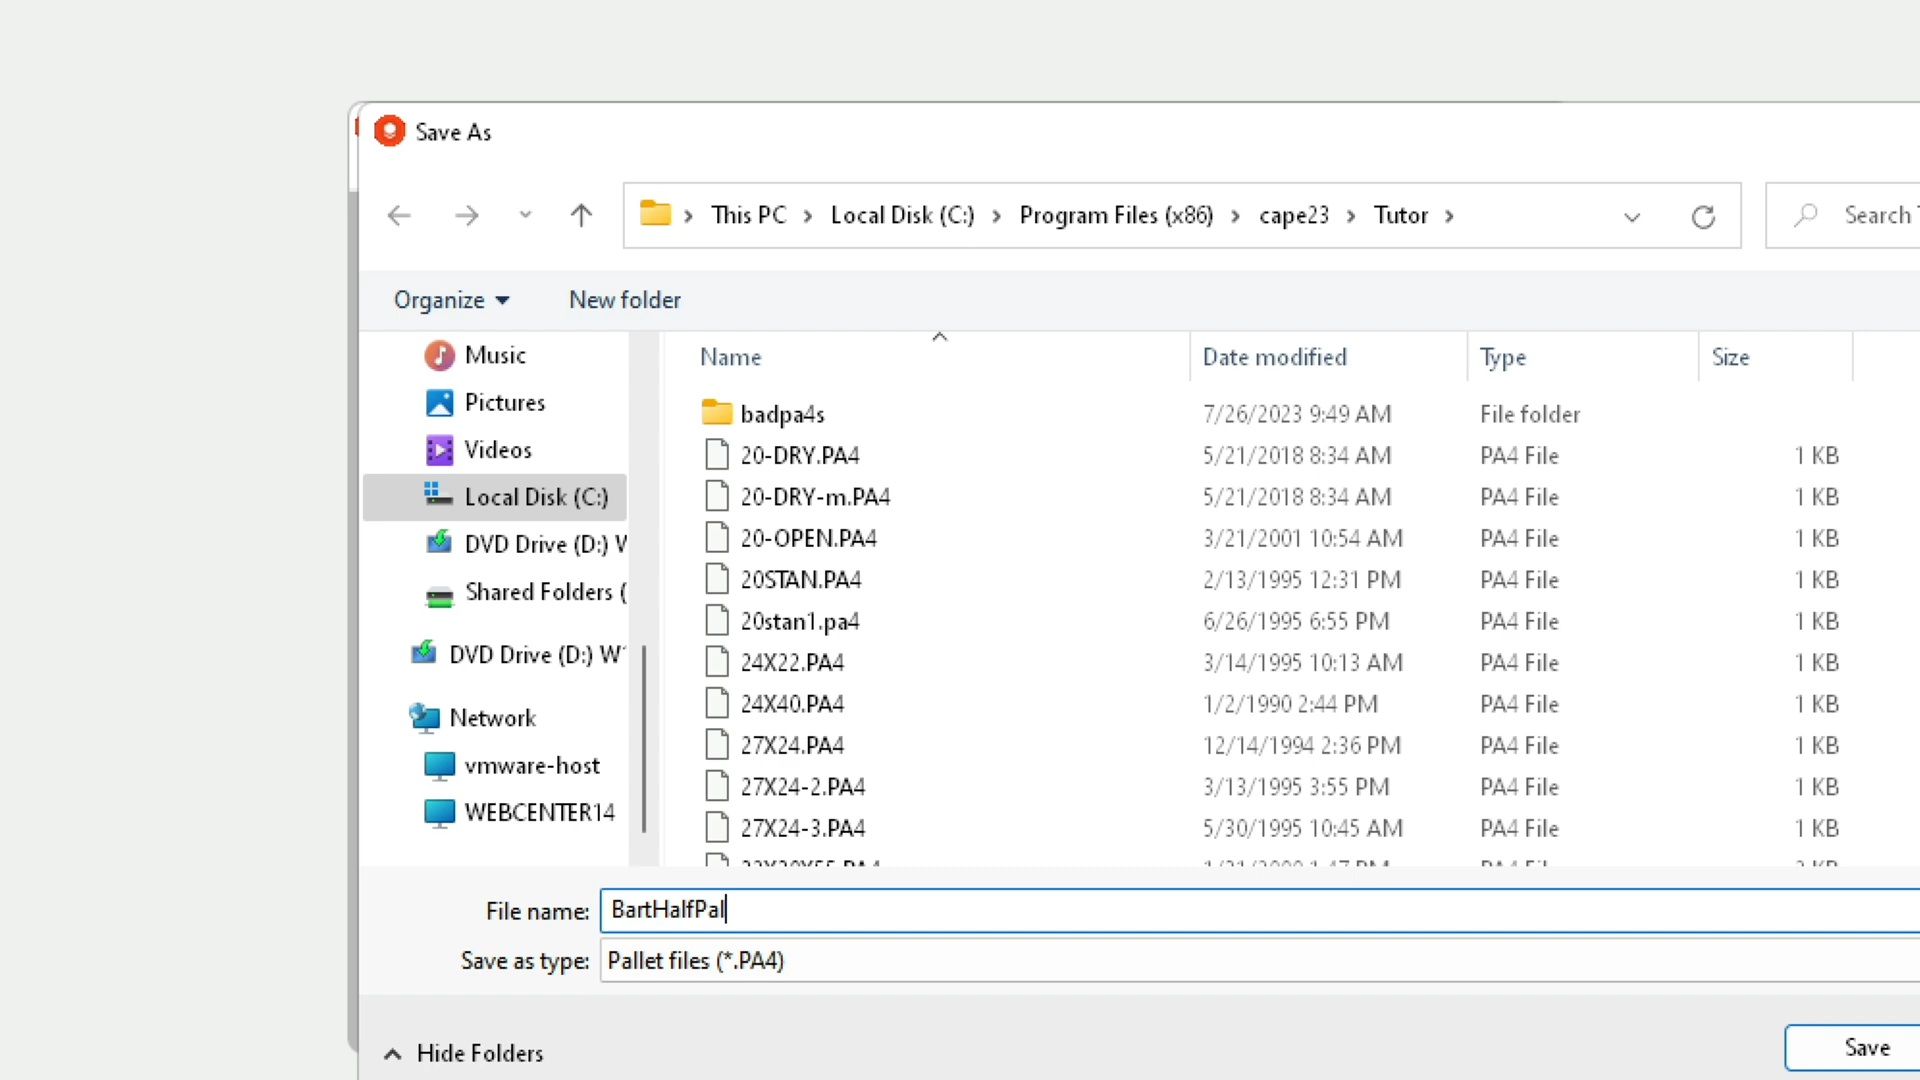 Save As
This PC > Local Disk (C:) > Program Files (x86) > cape23 > Tutor >
Search
Organize
New folder
Name Date modified Type Size
Music
Pictures
Videos
Local Disk (C:)
DVD Drive (D:) W
Shared Folders (
DVD Drive (D:) W
Network
vmware-host
WEBCENTER14
badpa4s 7/26/2023 9:49 AM File folder
20-DRY.PA4 5/21/2018 8:34 AM PA4 File 1 KB
20-DRY-m.PA4 5/21/2018 8:34 AM PA4 File 1 KB
20-OPEN.PA4 3/21/2001 10:54 AM PA4 File 1 KB
20STAN.PA4 2/13/1995 12:31 PM PA4 File 1 KB
20stan1.pa4 6/26/1995 6:55 PM PA4 File 1 KB
24X22.PA4 3/14/1995 10:13 AM PA4 File 1 KB
24X40.PA4 1/2/1990 2:44 PM PA4 File 1 KB
27X24.PA4 12/14/1994 2:36 PM PA4 File 1 KB
27X24-2.PA4 3/13/1995 3:55 PM PA4 File 1 KB
27X24-3.PA4 5/30/1995 10:45 AM PA4 File 1 KB
File name: BartHalfPal
Save as type: Pallet files (*.PA4)
Hide Folders
Save